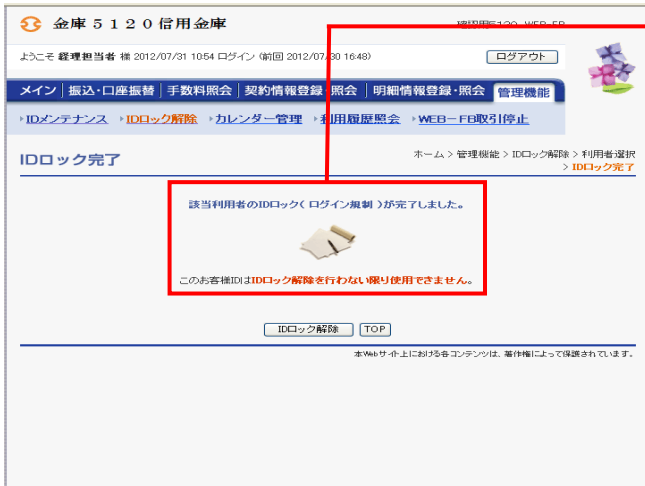 金庫５１２０信用金庫
確認用5120 WEB-FB
ようこそ 経理担当者 様 2012/07/31 10:54 ログイン (前回 2012/07/30 16:48)
ログアウト
メイン 振込・口座振替 手数料照会 契約情報登録・照会 明細情報登録・照会 管理機能
IDメンテナンス IDロック解除 カレンダー管理 利用履歴照会 WEB－FB取引停止
IDロック完了
ホーム > 管理機能 > IDロック解除 > 利用者選択
> IDロック完了
該当利用者のIDロック( ログイン規制 )が完了しました。
このお客様IDはIDロック解除を行わない限り使用できません。
IDロック解除 TOP
本Webサイト上における各コンテンツは、著作権によって保護されています。